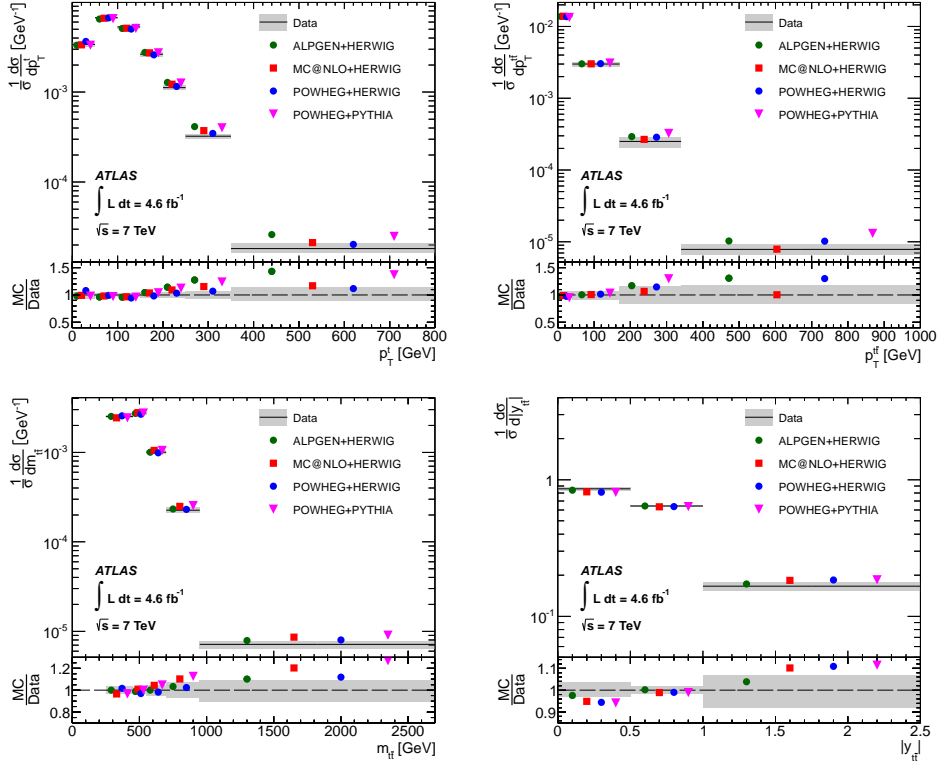 1/σ dσ/dp_T^t [GeV⁻¹]
Data
ALPGEN+HERWIG
MC@NLO+HERWIG
POWHEG+HERWIG
POWHEG+PYTHIA
10⁻³
10⁻⁴
ATLAS
∫ L dt = 4.6 fb⁻¹
√s = 7 TeV
MC/Data
1.5
1.0
0.5
0 100 200 300 400 500 600 700 800
p_T^t [GeV]
1/σ dσ/dp_T^tt̄ [GeV⁻¹]
Data
ALPGEN+HERWIG
MC@NLO+HERWIG
POWHEG+HERWIG
POWHEG+PYTHIA
10⁻²
10⁻³
10⁻⁴
10⁻⁵
ATLAS
∫ L dt = 4.6 fb⁻¹
√s = 7 TeV
MC/Data
1.5
1.0
0.5
0 100 200 300 400 500 600 700 800 900 1000
p_T^tt̄ [GeV]
1/σ dσ/dm_tt̄ [GeV⁻¹]
Data
ALPGEN+HERWIG
MC@NLO+HERWIG
POWHEG+HERWIG
POWHEG+PYTHIA
10⁻³
10⁻⁴
10⁻⁵
ATLAS
∫ L dt = 4.6 fb⁻¹
√s = 7 TeV
MC/Data
1.2
1.0
0.8
0 500 1000 1500 2000 2500
m_tt̄ [GeV]
1/σ dσ/d|y_tt̄|
Data
ALPGEN+HERWIG
MC@NLO+HERWIG
POWHEG+HERWIG
POWHEG+PYTHIA
1
10⁻¹
ATLAS
∫ L dt = 4.6 fb⁻¹
√s = 7 TeV
MC/Data
1.1
1.0
0.9
0 0.5 1 1.5 2 2.5
|y_tt̄|